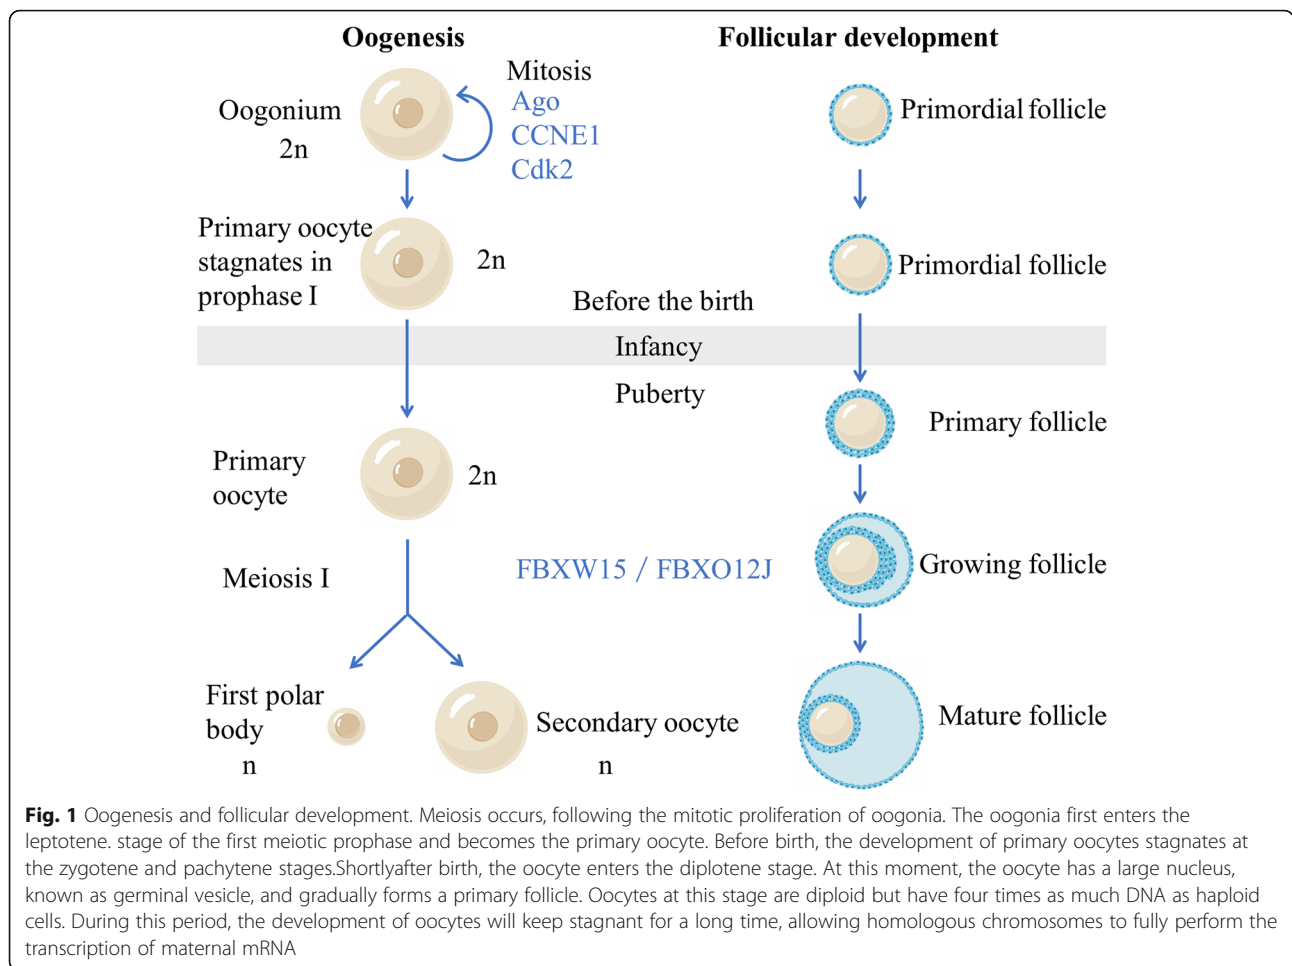 Oogenesis
Follicular development
Mitosis
Ago
CCNE1
Cdk2
Oogonium
2n
Primordial follicle
Primary oocyte
stagnates in
prophase I
2n
Primordial follicle
Before the birth
Infancy
Puberty
Primary follicle
Primary
oocyte
2n
Meiosis I
FBXW15 / FBXO12J
Growing follicle
First polar
body
n
Secondary oocyte
n
Mature follicle
Fig. 1 Oogenesis and follicular development. Meiosis occurs, following the mitotic proliferation of oogonia. The oogonia first enters the
leptotene. stage of the first meiotic prophase and becomes the primary oocyte. Before birth, the development of primary oocytes stagnates at
the zygotene and pachytene stages.Shortlyafter birth, the oocyte enters the diplotene stage. At this moment, the oocyte has a large nucleus,
known as germinal vesicle, and gradually forms a primary follicle. Oocytes at this stage are diploid but have four times as much DNA as haploid
cells. During this period, the development of oocytes will keep stagnant for a long time, allowing homologous chromosomes to fully perform the
transcription of maternal mRNA